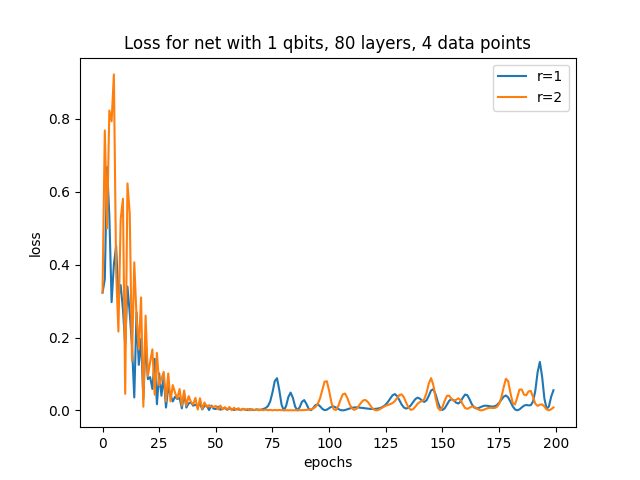 Loss for net with 1 qbits, 80 layers, 4 data points
r=1
r=2
loss
0.8
0.6
0.4
0.2
0.0
0 25 50 75 100 125 150 175 200
epochs